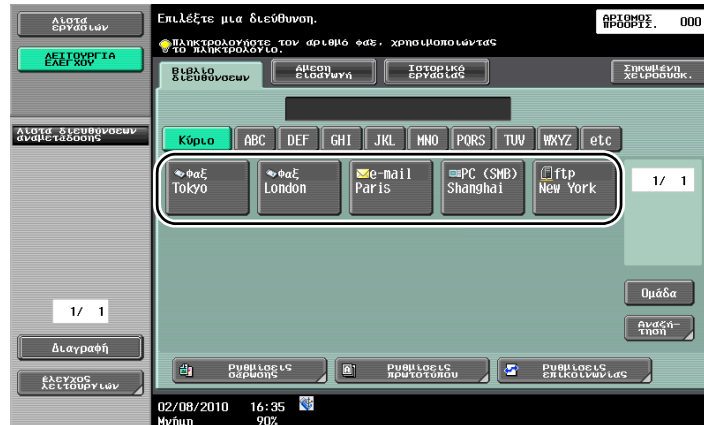 Λίστα
εργασιών
ΛΕΙΤΟΥΡΓΙΑ
ΕΛΕΓΧΟΥ
Λίστα διευθύνσεων
αναμετάδοσης
1/ 1
Διαγραφή
έλεγχος
λειτουργιών
Επιλέξτε μια διεύθυνση.
ΑΡΙΘΜΟΣ
ΠΡΟΟΡΙΣ.
000
Πληκτρολογήστε τον αριθμό φαξ, χρησιμοποιώντας
το πληκτρολόγιο.
Βιβλίο
διευθύνσεων
άμεση
εισαγωγή
Ιστορικό
εργασίας
Σηκωμένη
χειροσυσκ.
Κύριο ABC DEF GHI JKL MNO PQRS TUV WXYZ etc
φαξ
Tokyo
φαξ
London
e-mail
Paris
PC (SMB)
Shanghai
ftp
New York
1/ 1
Ομάδα
Αναζή-
τηση
Ρυθμίσεις
σάρωσης
Ρυθμίσεις
πρωτοτύπου
Ρυθμίσεις
επικοινωνίας
02/08/2010 16:35
Μνήμη 90%